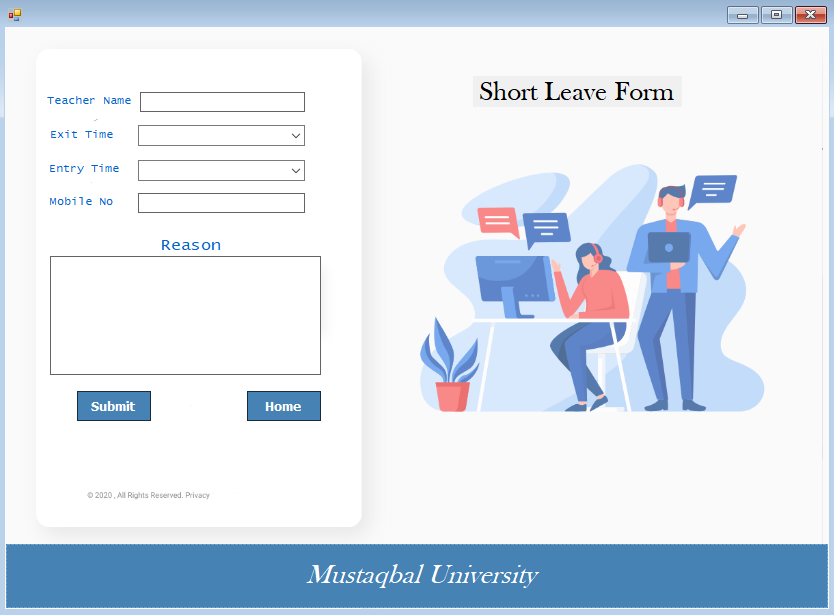 Short Leave Form
Teacher Name
Exit Time
Entry Time
Mobile No
Reason
Submit
Home
© 2020 , All Rights Reserved. Privacy
Mustaqbal University